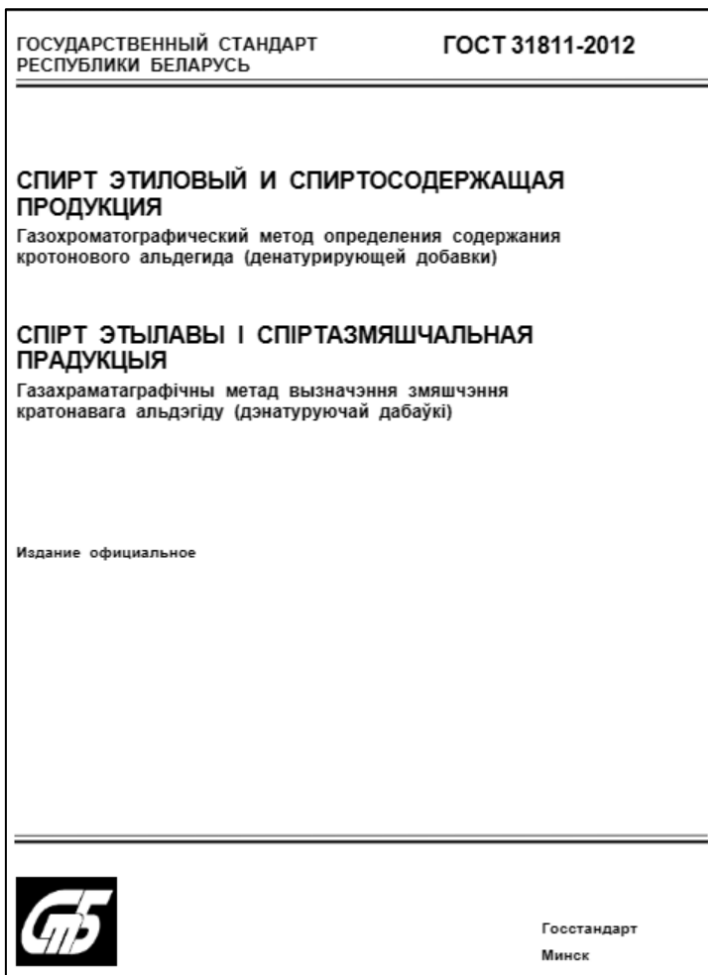 ГОСУДАРСТВЕННЫЙ СТАНДАРТ
РЕСПУБЛИКИ БЕЛАРУСЬ
ГОСТ 31811-2012
СПИРТ ЭТИЛОВЫЙ И СПИРТОСОДЕРЖАЩАЯ
ПРОДУКЦИЯ
Газохроматографический метод определения содержания
кротонового альдегида (денатурирующей добавки)
СПІРТ ЭТЫЛАВЫ І СПІРТАЗМЯШЧАЛЬНАЯ
ПРАДУКЦЫЯ
Газахраматаграфічны метад вызначэння змяшчэння
кратонавага альдэгіду (дэнатуруючай дабаўкі)
Издание официальное
СтБ
Госстандарт
Минск